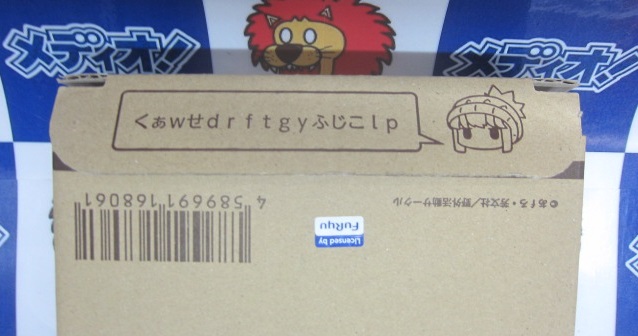 メディオ!
メディオ!
くぁwせdrftgyふじこlp
4 589691 168061
©あfろ・芳文社/野外活動サークル
Licensed by
FuRyu